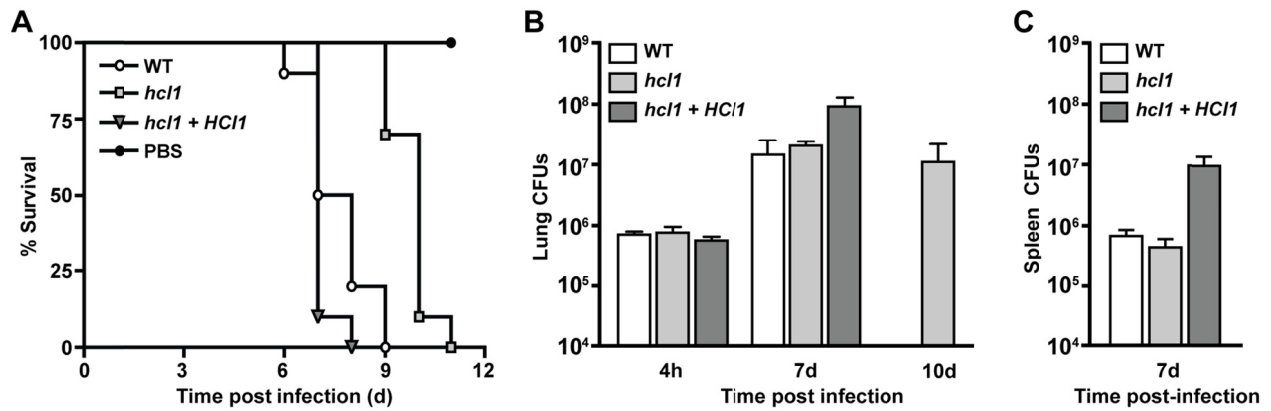 A
100
75
50
25
0
% Survival
WT
hcl1
hcl1 + HCl1
PBS
0 3 6 9 12
Time post infection (d)
B
10⁹
10⁸
10⁷
10⁶
10⁵
10⁴
Lung CFUs
WT
hcl1
hcl1 + HCl1
4h 7d 10d
Time post infection
C
10⁹
10⁸
10⁷
10⁶
10⁵
10⁴
Spleen CFUs
WT
hcl1
hcl1 + HCl1
7d
Time post-infection